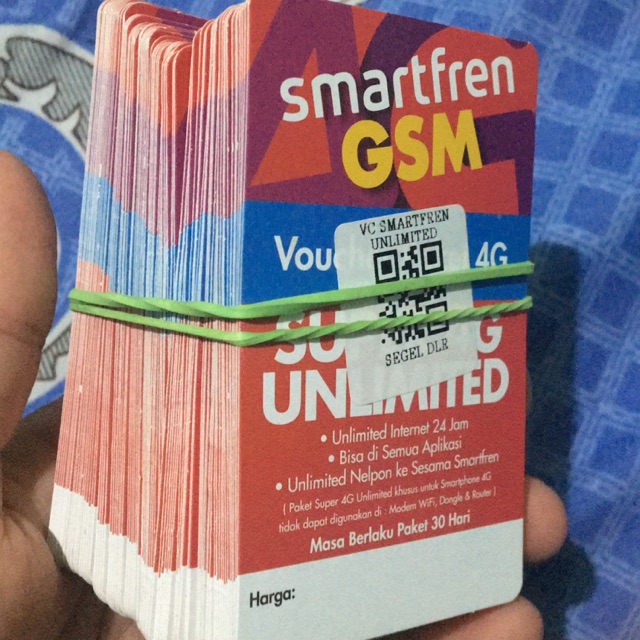 smartfren
GSM
VC SMARTFREN
UNLIMITED
4G
SEGEL DLR
UNLIMITED
• Unlimited Internet 24 Jam
• Bisa di Semua Aplikasi
• Unlimited Nelpon ke Sesama Smartfren
( Paket Super 4G Unlimited khusus untuk Smartphone 4G
tidak dapat digunakan di : Modem WiFi, Dongle & Router )
Masa Berlaku Paket 30 Hari
Harga: